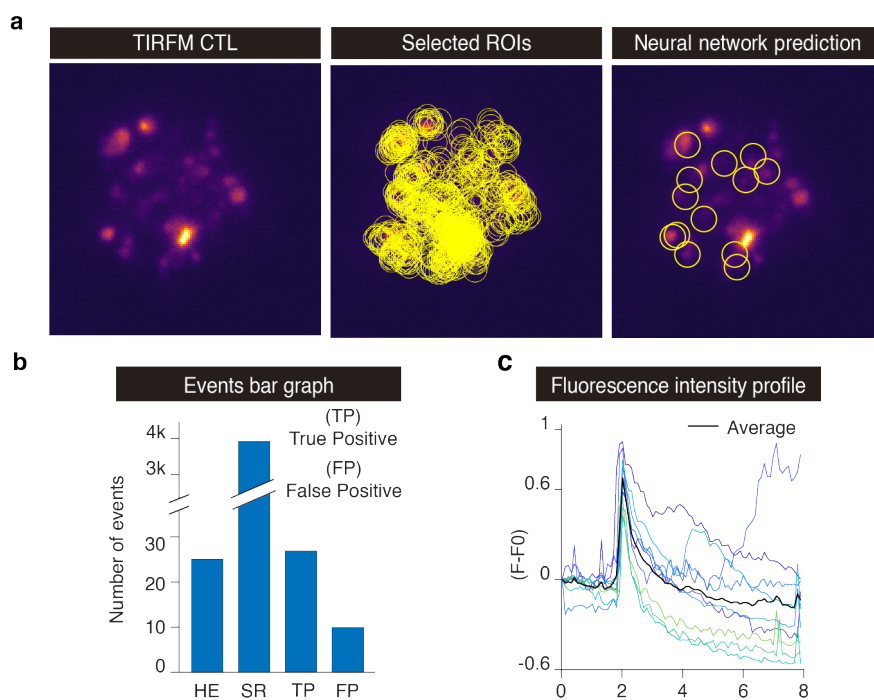 a
TIRFM CTL
Selected ROIs
Neural network prediction
b
Events bar graph
(TP)
True Positive
(FP)
False Positive
Number of events
4k
3k
30
20
10
0
HE SR TP FP
c
Fluorescence intensity profile
Average
(F-F0)
1
0.6
0
-0.6
0 2 4 6 8